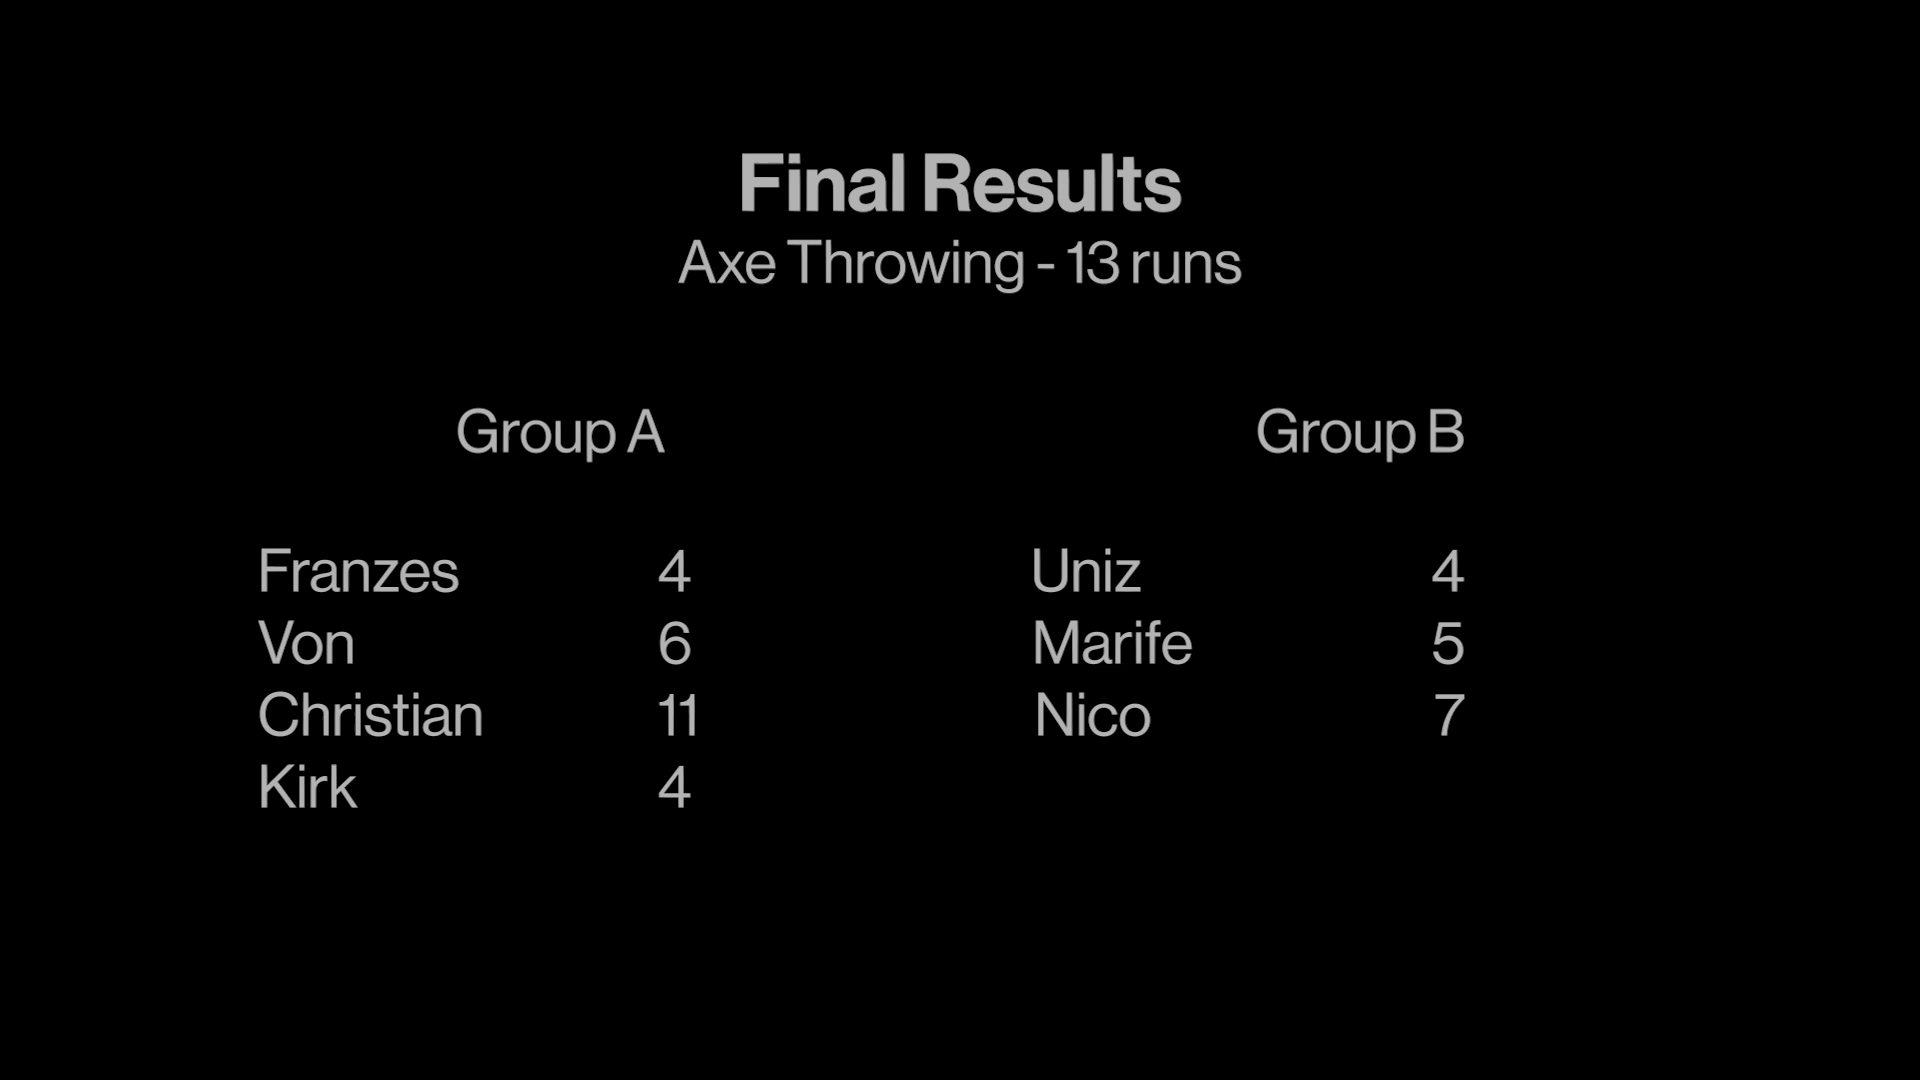 Final Results
Axe Throwing - 13 runs
Group A
Franzes 4
Von 6
Christian 11
Kirk 4
Group B
Uniz 4
Marife 5
Nico 7